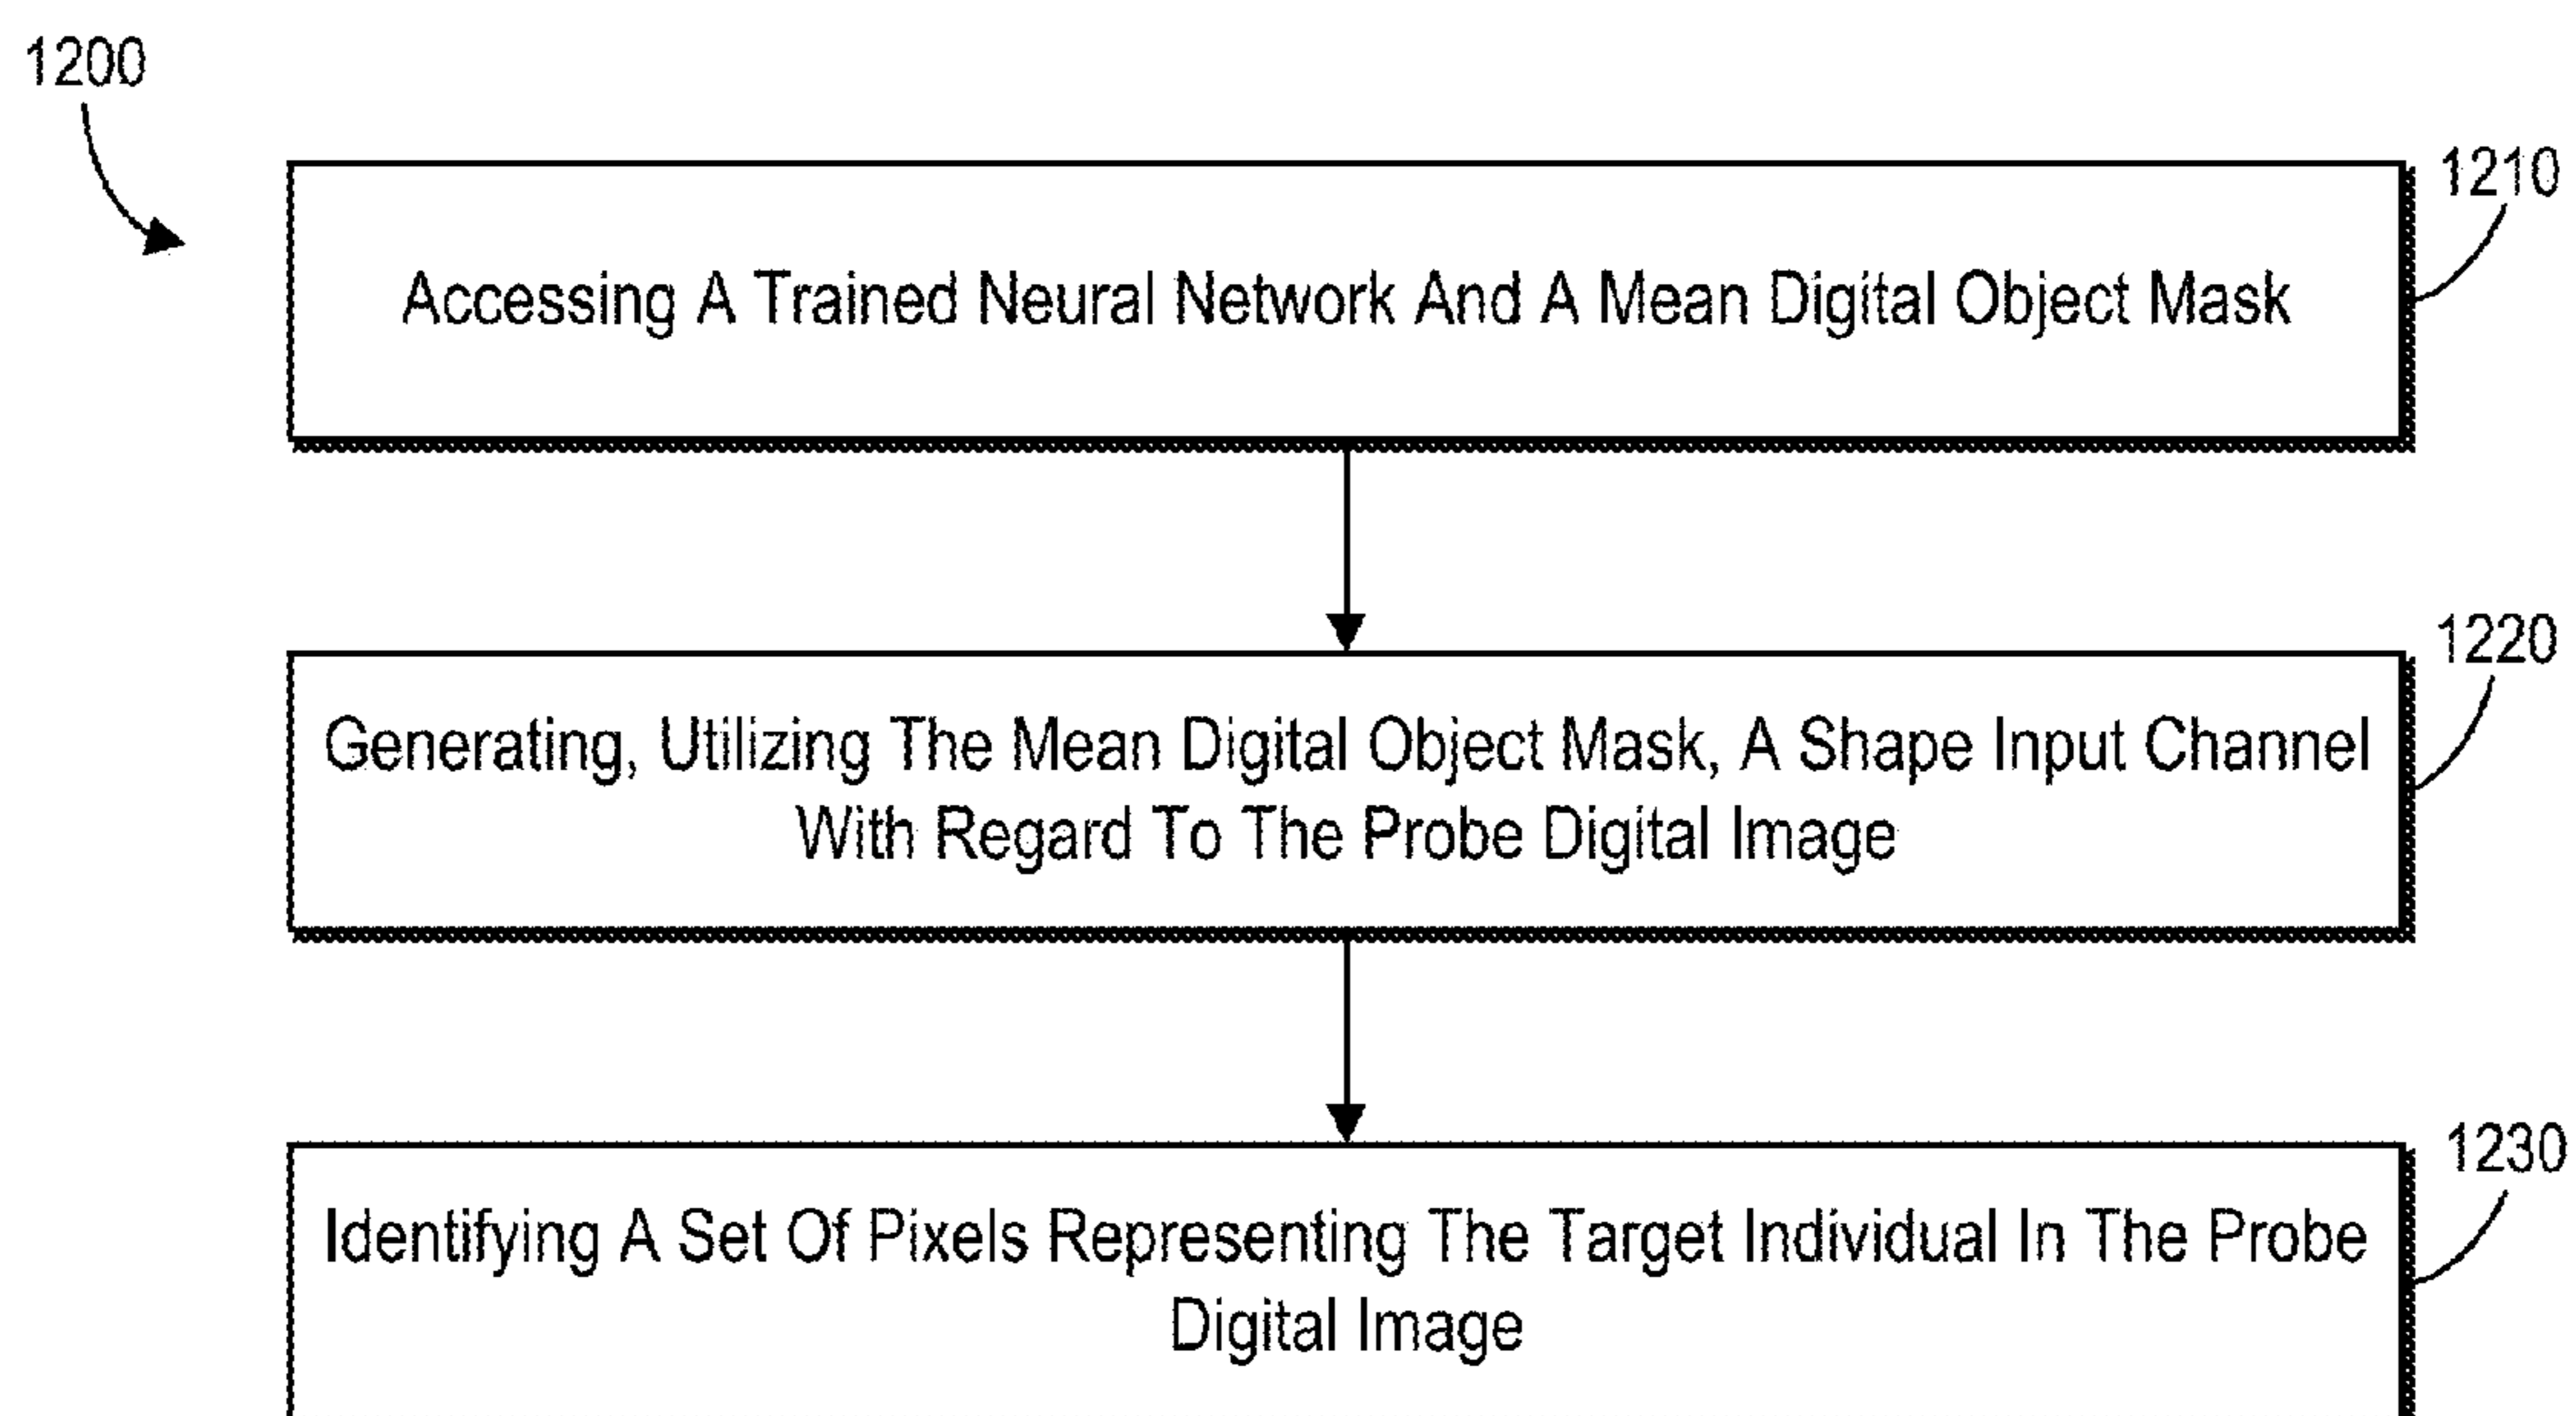 1200
1210
Accessing A Trained Neural Network And A Mean Digital Object Mask
1220
Generating, Utilizing The Mean Digital Object Mask, A Shape Input Channel
With Regard To The Probe Digital Image
1230
Identifying A Set Of Pixels Representing The Target Individual In The Probe
Digital Image